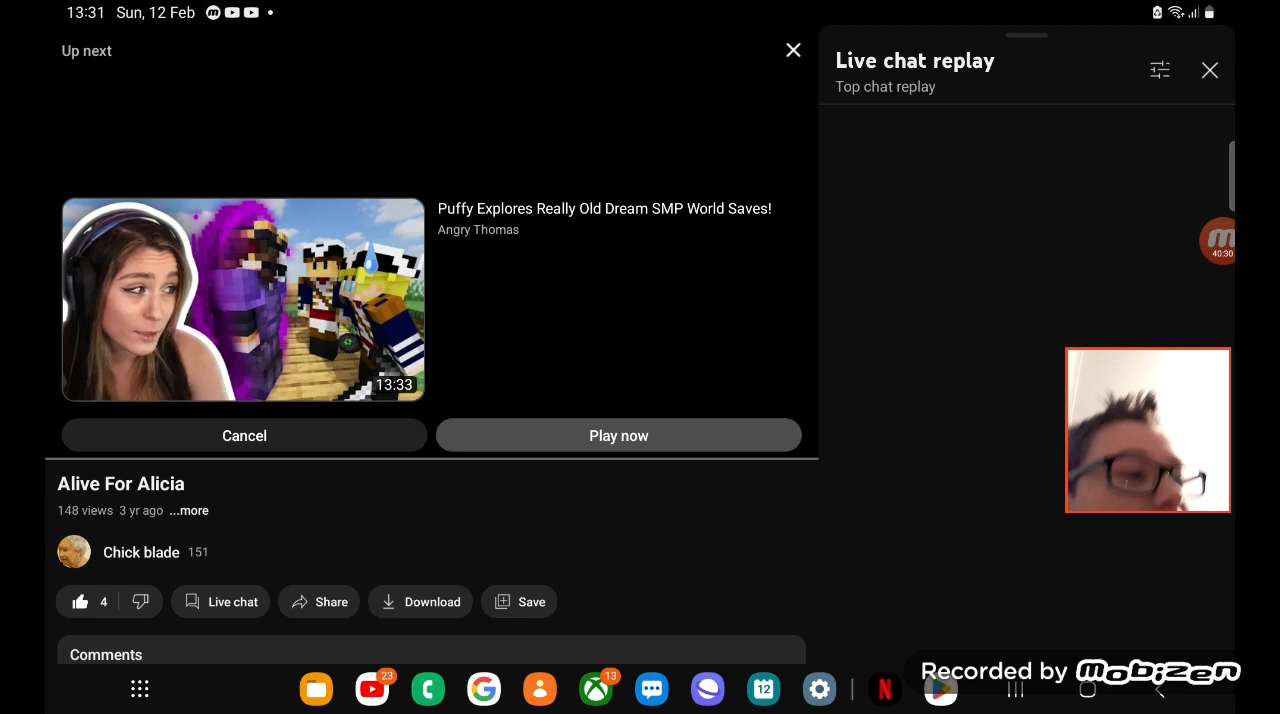 13:31 Sun, 12 Feb
Up next
Live chat replay
Top chat replay
Puffy Explores Really Old Dream SMP World Saves!
Angry Thomas
40:30
13:33
Cancel
Play now
Alive For Alicia
148 views 3 yr ago ...more
Chick blade 151
4
Live chat
Share
Download
Save
Comments
23
13
12
N
Recorded by mobizen